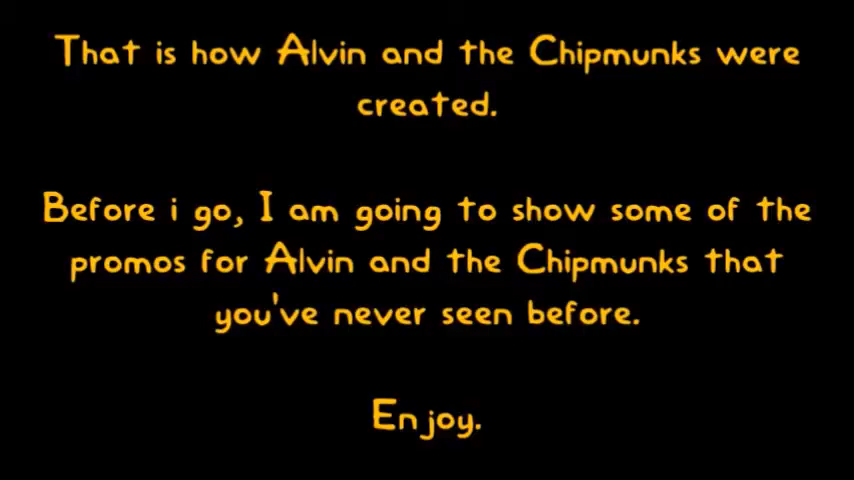 That is how Alvin and the Chipmunks were
created.
Before i go, I am going to show some of the
promos for Alvin and the Chipmunks that
you've never seen before.
Enjoy.